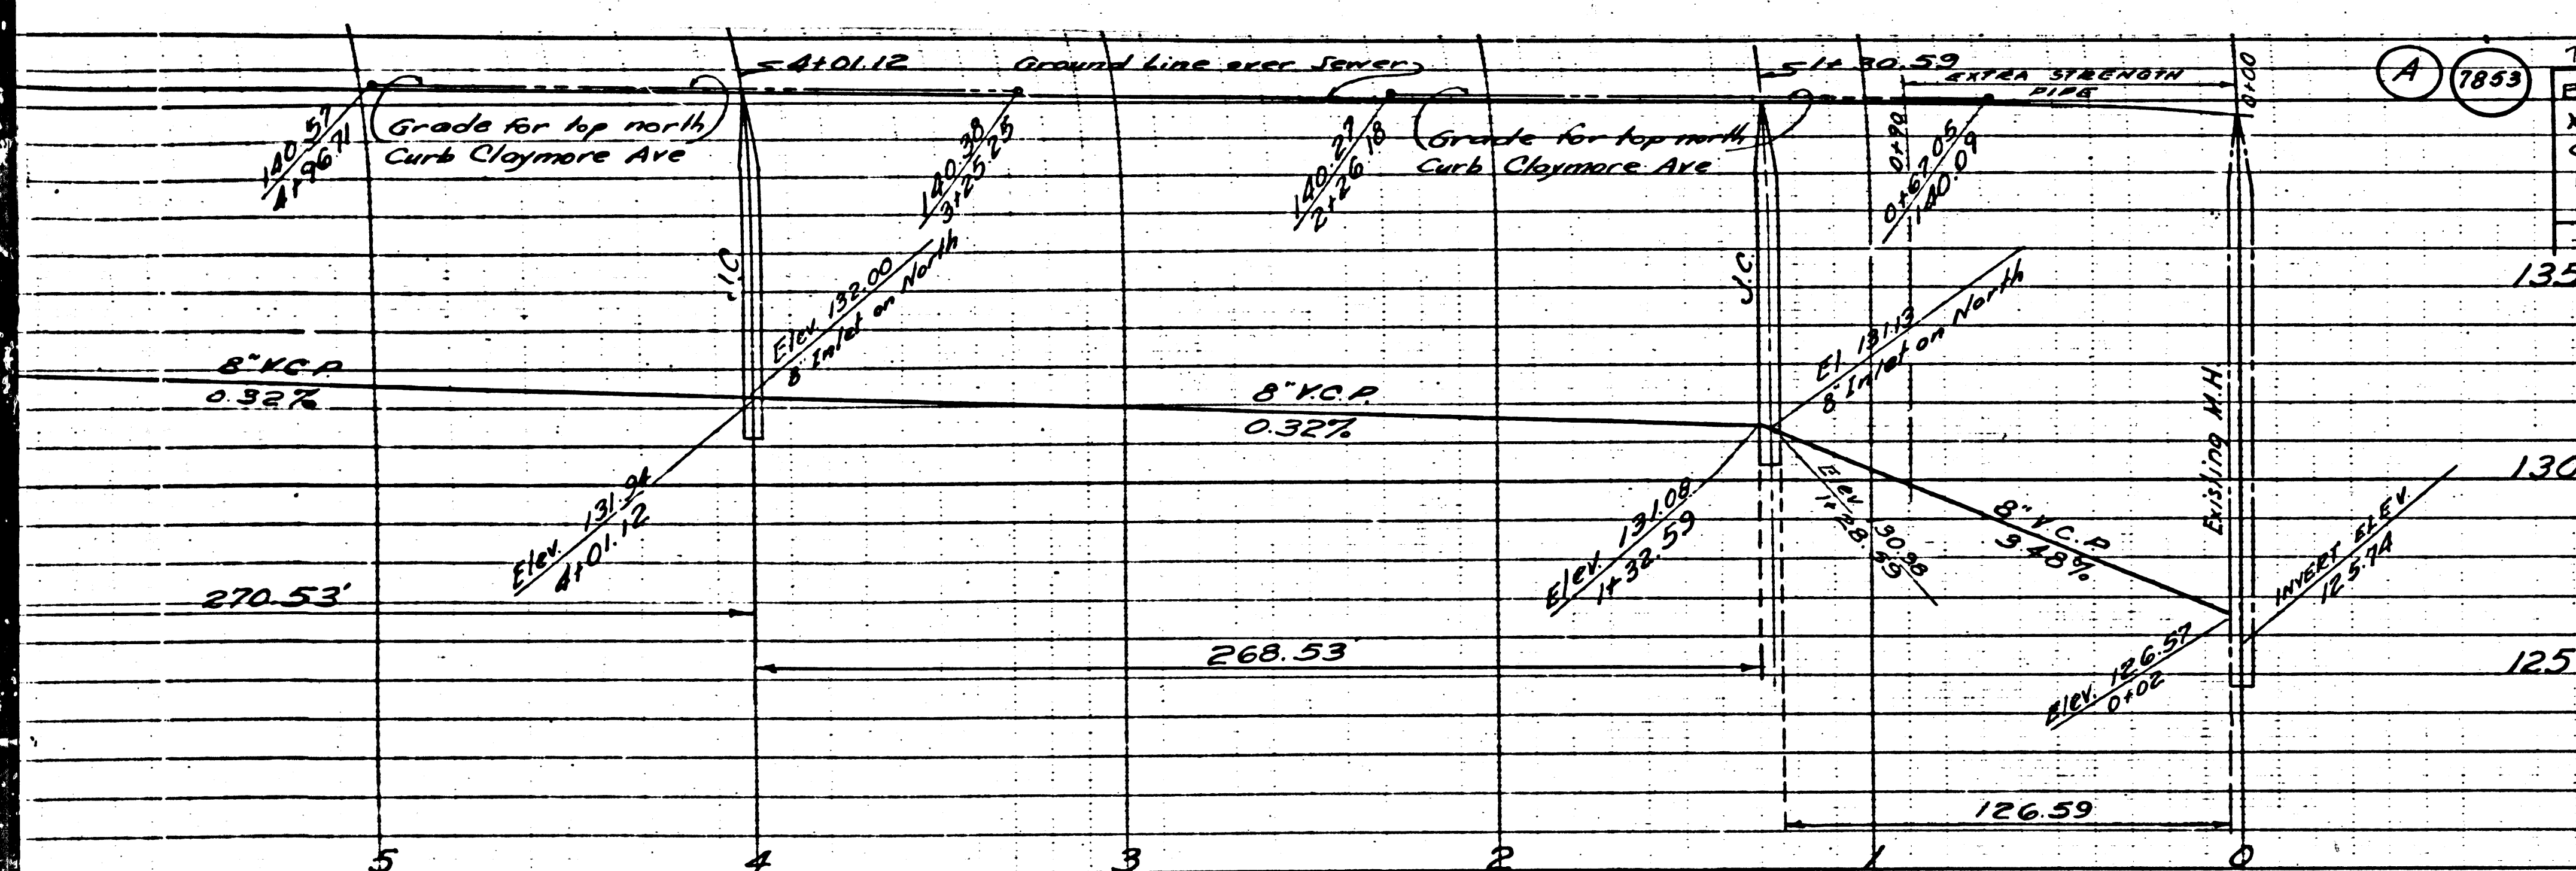 4+01.12
Ground Line over Sewer
1+30.59
EXTRA STRENGTH
PIPE
0+00
A
7853
140.57
4+96.71
Grade for top north
Curb Claymore Ave
140.38
3+25.25
140.27
2+26.18
Grade for top north
Curb Claymore Ave
0+90
0+67.05
140.09
J.C.
Elev. 132.00
8" Inlet on North
J.C.
El. 131.13
8" Inlet on North
135
8" V.C.P.
0.32%
8" V.C.P.
0.32%
Existing M.H.
130
Elev. 131.94
4+01.12
Elev. 131.08
1+32.59
Elev. 130.98
1+28.59
8" V.C.P.
3.48%
INVERT ELEV.
125.74
270.53'
268.53
Elev. 126.57
0+02
125
126.59
5
4
3
2
1
0